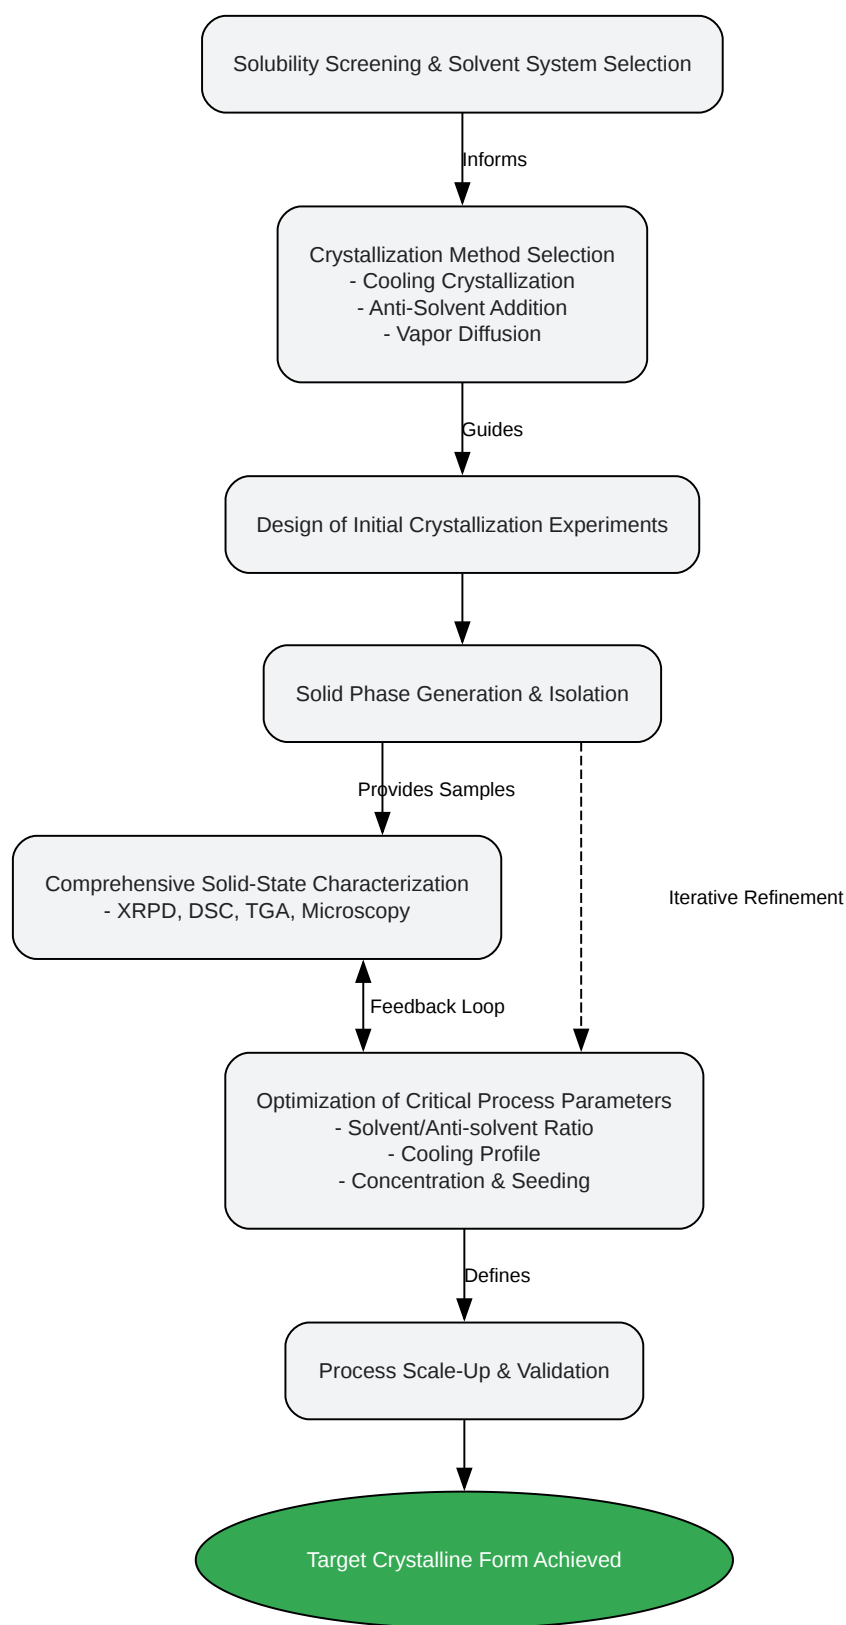 Solubility Screening & Solvent System Selection
Informs
Crystallization Method Selection
- Cooling Crystallization
- Anti-Solvent Addition
- Vapor Diffusion
Guides
Design of Initial Crystallization Experiments
Solid Phase Generation & Isolation
Provides Samples
Comprehensive Solid-State Characterization
- XRPD, DSC, TGA, Microscopy
Iterative Refinement
Feedback Loop
Optimization of Critical Process Parameters
- Solvent/Anti-solvent Ratio
- Cooling Profile
- Concentration & Seeding
Defines
Process Scale-Up & Validation
Target Crystalline Form Achieved